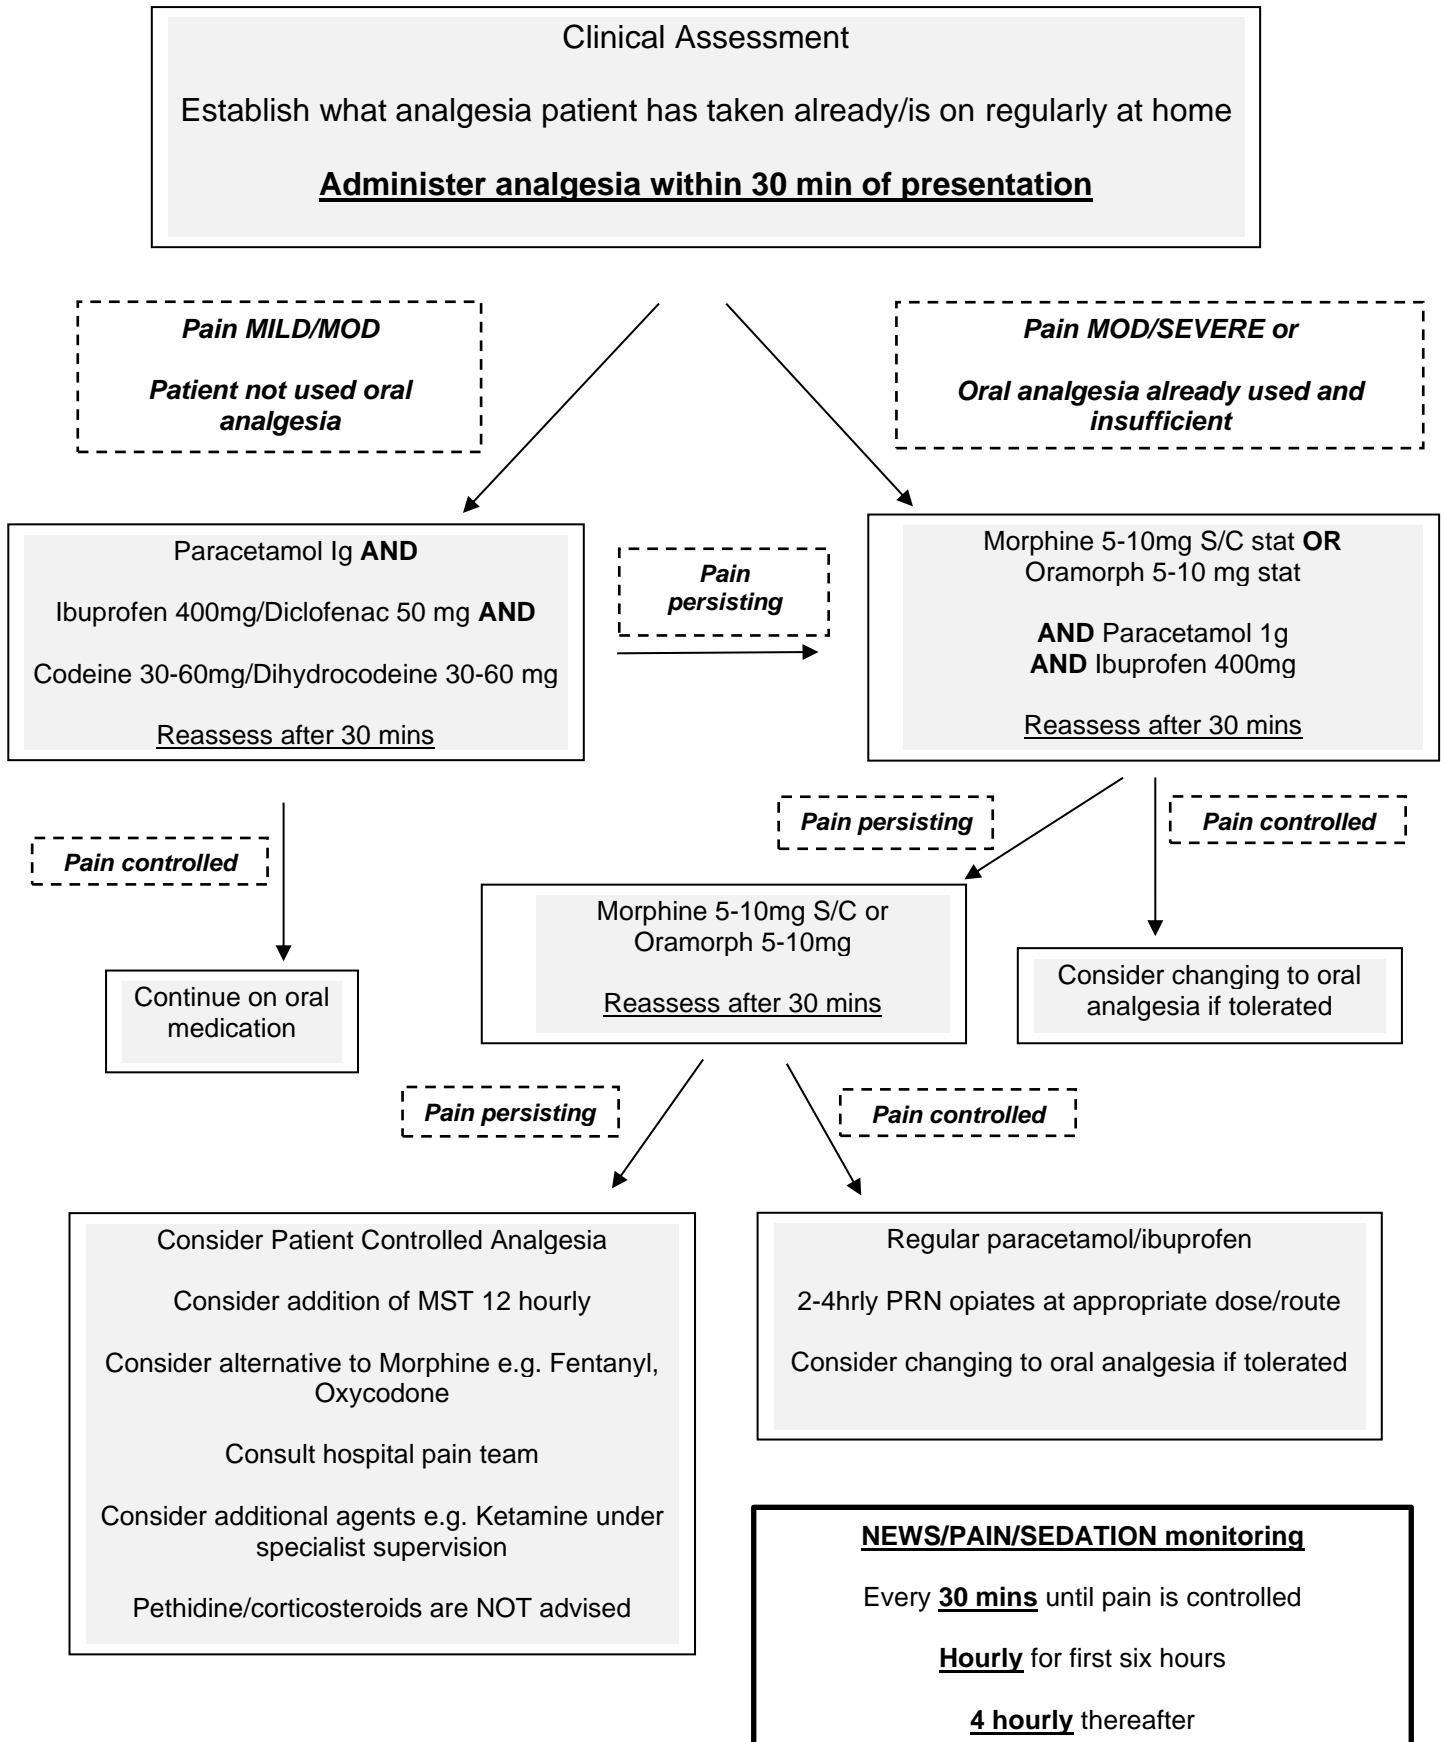 Clinical Assessment
Establish what analgesia patient has taken already/is on regularly at home
Administer analgesia within 30 min of presentation
Pain MILD/MOD
Patient not used oral
analgesia
Pain MOD/SEVERE or
Oral analgesia already used and
insufficient
Paracetamol Ig AND
Ibuprofen 400mg/Diclofenac 50 mg AND
Codeine 30-60mg/Dihydrocodeine 30-60 mg
Reassess after 30 mins
Pain
persisting
Morphine 5-10mg S/C stat OR
Oramorph 5-10 mg stat
AND Paracetamol 1g
AND Ibuprofen 400mg
Reassess after 30 mins
Pain controlled
Pain persisting
Pain controlled
Continue on oral
medication
Morphine 5-10mg S/C or
Oramorph 5-10mg
Reassess after 30 mins
Consider changing to oral
analgesia if tolerated
Pain persisting
Pain controlled
Consider Patient Controlled Analgesia
Consider addition of MST 12 hourly
Consider alternative to Morphine e.g. Fentanyl,
Oxycodone
Consult hospital pain team
Consider additional agents e.g. Ketamine under
specialist supervision
Pethidine/corticosteroids are NOT advised
Regular paracetamol/ibuprofen
2-4hrly PRN opiates at appropriate dose/route
Consider changing to oral analgesia if tolerated
NEWS/PAIN/SEDATION monitoring
Every 30 mins until pain is controlled
Hourly for first six hours
4 hourly thereafter